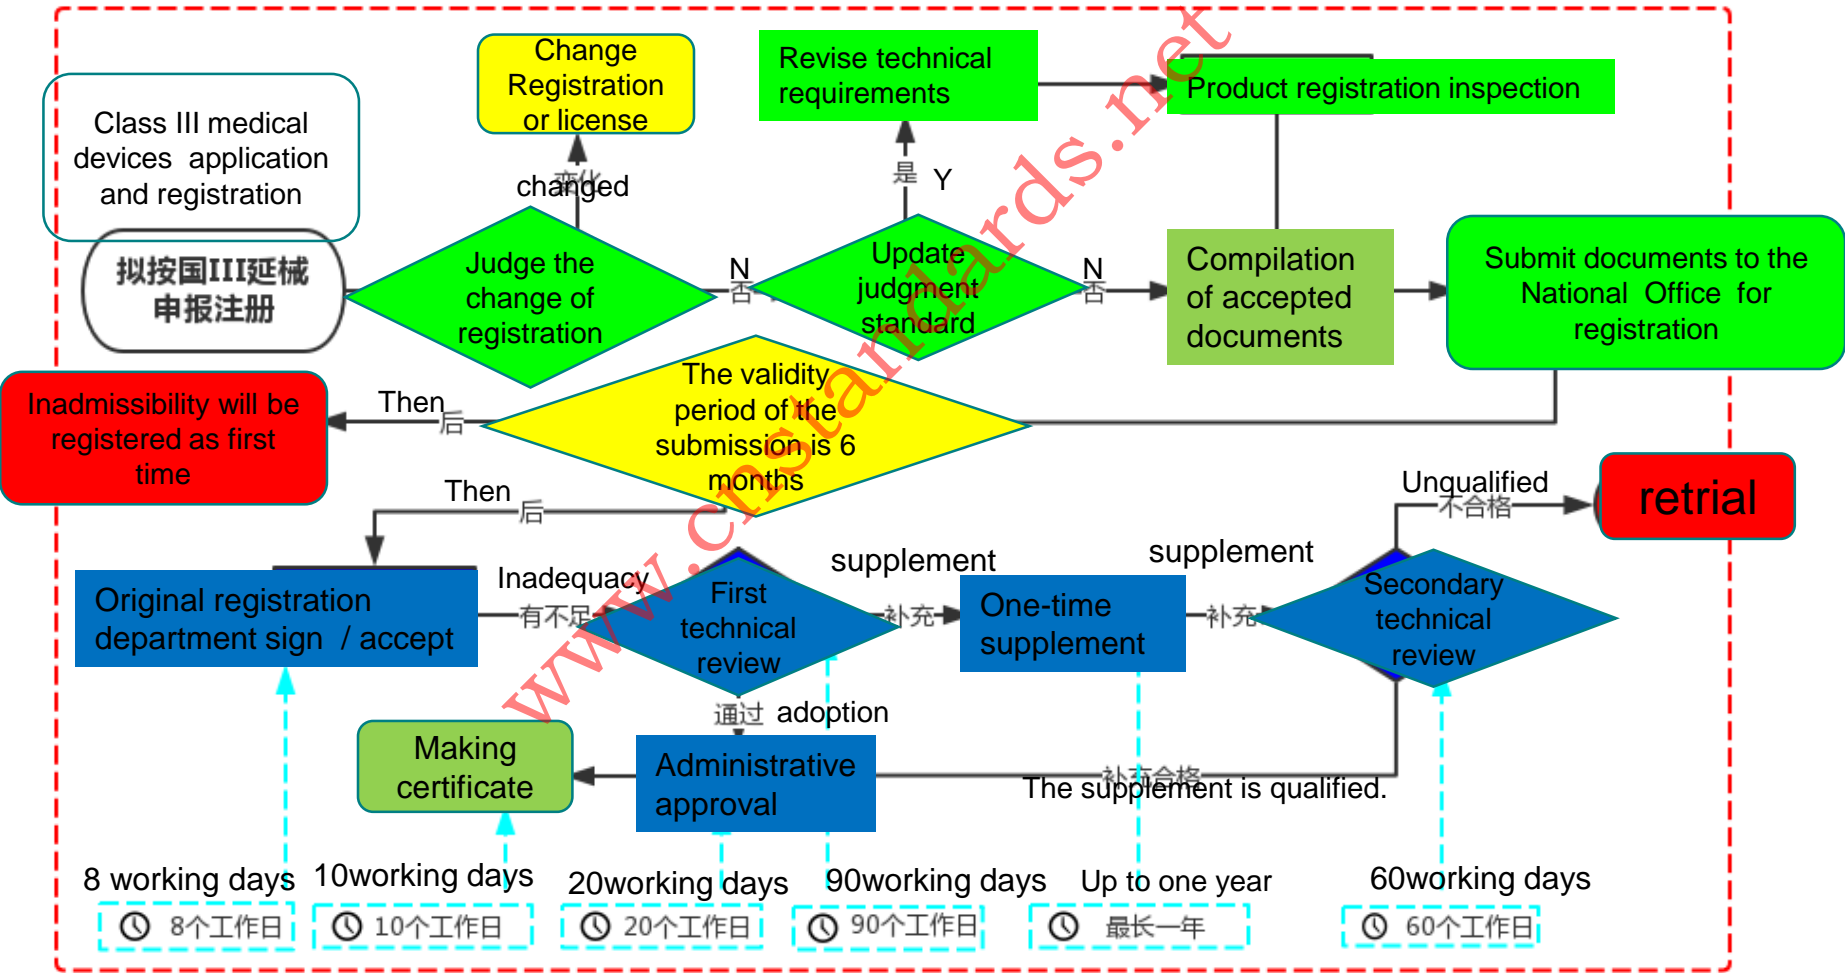 Change
Registration
or license
Revise technical
requirements
Product registration inspection
Class III medical
devices application
and registration
changed
变化
是
Y
拟按国III延械
申报注册
Judge the
change of
registration
N
否
Update
judgment
standard
N
否
Compilation
of accepted
documents
Submit documents to the
National Office for
registration
Inadmissibility will be
registered as first
time
Then
后
The validity
period of the
submission is 6
months
Then
后
Unqualified
不合格
retrial
Original registration
department sign / accept
Inadequacy
有不足
First
technical
review
supplement
补充
One-time
supplement
supplement
补充
Secondary
technical
review
通过
adoption
Making
certificate
Administrative
approval
补充合格
The supplement is qualified.
8 working days
10working days
20working days
90working days
Up to one year
60working days
8个工作日
10个工作日
20个工作日
90个工作日
最长一年
60个工作日
www.cnstandards.net